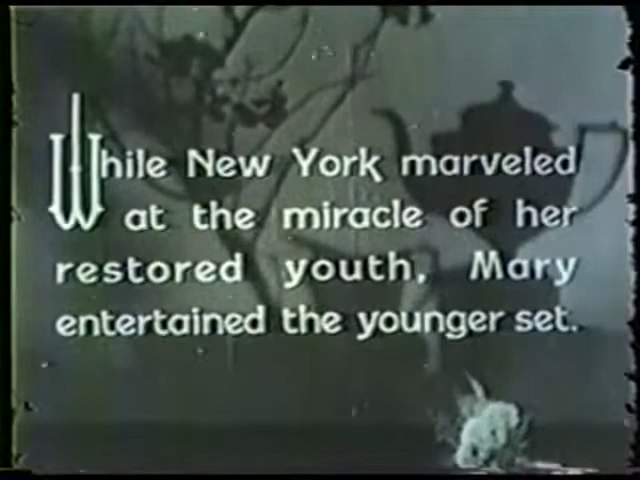 While New York marveled
at the miracle of her
restored youth, Mary
entertained the younger set.